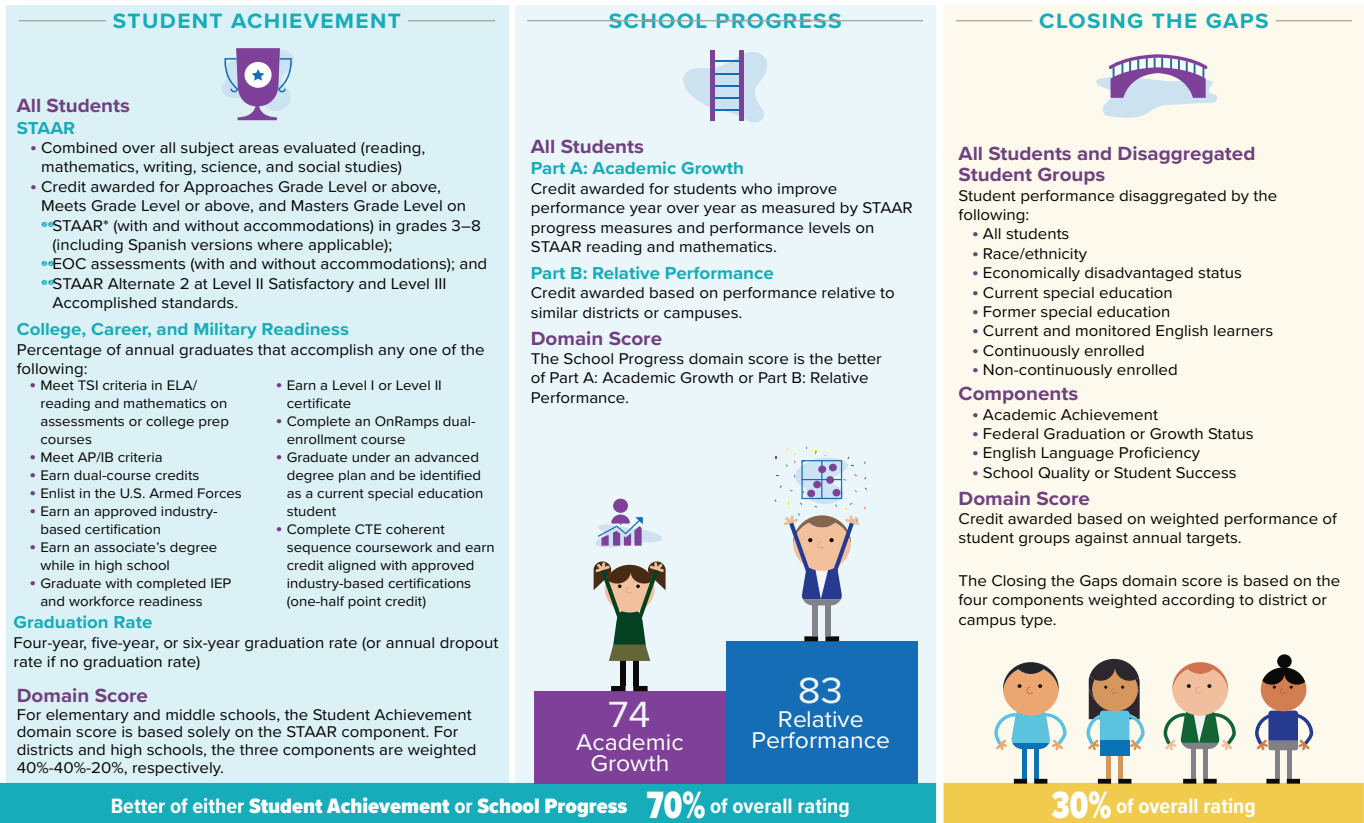 STUDENT ACHIEVEMENT
All Students
STAAR
• Combined over all subject areas evaluated (reading,
mathematics, writing, science, and social studies)
• Credit awarded for Approaches Grade Level or above,
Meets Grade Level or above, and Masters Grade Level on
STAAR* (with and without accommodations) in grades 3–8
(including Spanish versions where applicable);
EOC assessments (with and without accommodations); and
STAAR Alternate 2 at Level II Satisfactory and Level III
Accomplished standards.
College, Career, and Military Readiness
Percentage of annual graduates that accomplish any one of the
following:
• Meet TSI criteria in ELA/
reading and mathematics on
assessments or college prep
courses
• Meet AP/IB criteria
• Earn dual-course credits
• Enlist in the U.S. Armed Forces
• Earn an approved industry-
based certification
• Earn an associate's degree
while in high school
• Graduate with completed IEP
and workforce readiness
• Earn a Level I or Level II
certificate
• Complete an OnRamps dual-
enrollment course
• Graduate under an advanced
degree plan and be identified
as a current special education
student
• Complete CTE coherent
sequence coursework and earn
credit aligned with approved
industry-based certifications
(one-half point credit)
Graduation Rate
Four-year, five-year, or six-year graduation rate (or annual dropout
rate if no graduation rate)
Domain Score
For elementary and middle schools, the Student Achievement
domain score is based solely on the STAAR component. For
districts and high schools, the three components are weighted
40%-40%-20%, respectively.
SCHOOL PROGRESS
All Students
Part A: Academic Growth
Credit awarded for students who improve
performance year over year as measured by STAAR
progress measures and performance levels on
STAAR reading and mathematics.
Part B: Relative Performance
Credit awarded based on performance relative to
similar districts or campuses.
Domain Score
The School Progress domain score is the better
of Part A: Academic Growth or Part B: Relative
Performance.
74
Academic
Growth
83
Relative
Performance
Better of either Student Achievement or School Progress 70% of overall rating
CLOSING THE GAPS
All Students and Disaggregated
Student Groups
Student performance disaggregated by the
following:
• All students
• Race/ethnicity
• Economically disadvantaged status
• Current special education
• Former special education
• Current and monitored English learners
• Continuously enrolled
• Non-continuously enrolled
Components
• Academic Achievement
• Federal Graduation or Growth Status
• English Language Proficiency
• School Quality or Student Success
Domain Score
Credit awarded based on weighted performance of
student groups against annual targets.
The Closing the Gaps domain score is based on the
four components weighted according to district or
campus type.
30% of overall rating